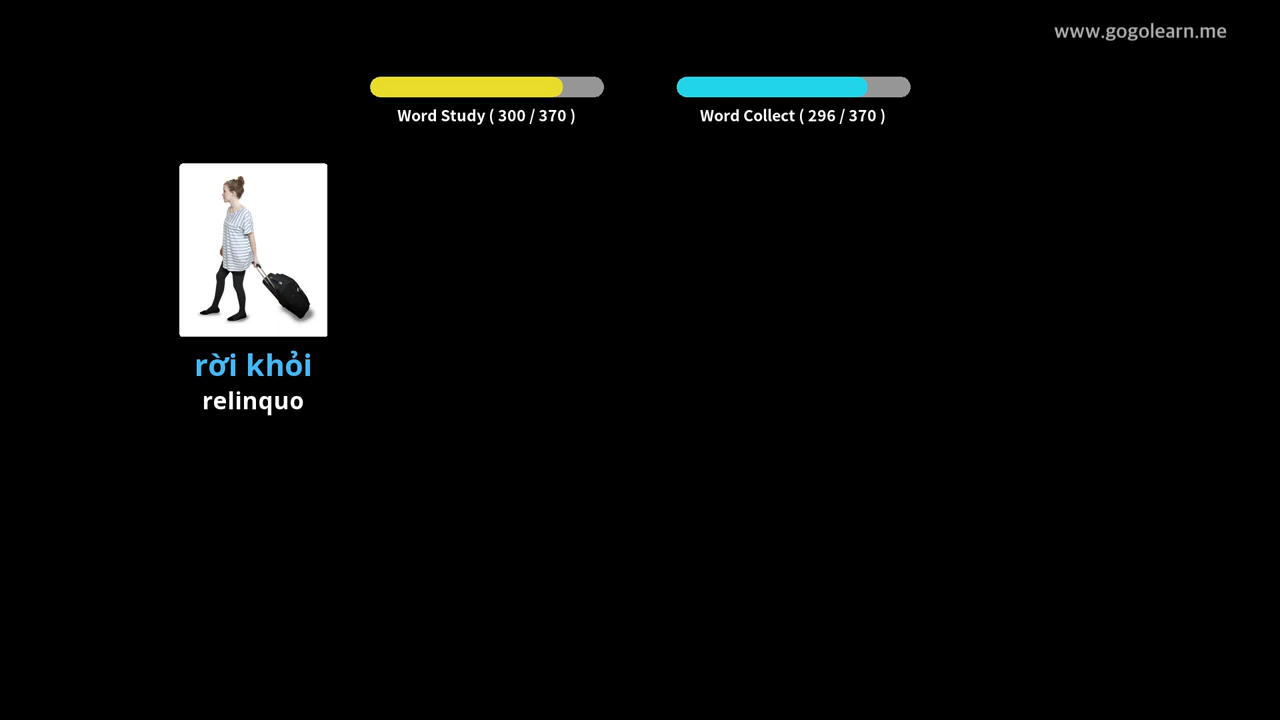 www.gogolearn.me
Word Study ( 300 / 370 )
Word Collect ( 296 / 370 )
rời khỏi
relinquo